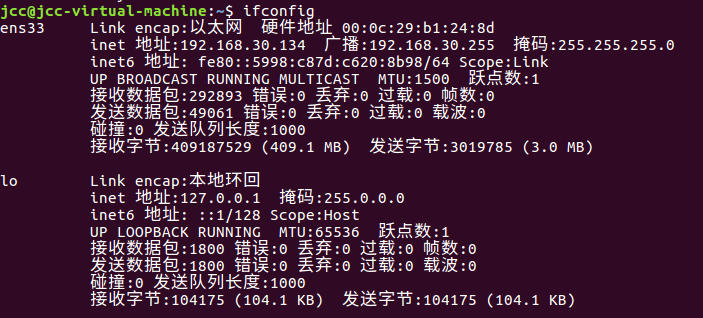 jcc@jcc-virtual-machine:~$ ifconfig
ens33     Link encap:以太网  硬件地址 00:0c:29:b1:24:8d
inet 地址:192.168.30.134  广播:192.168.30.255  掩码:255.255.255.0
inet6 地址: fe80::5998:c87d:c620:8b98/64 Scope:Link
UP BROADCAST RUNNING MULTICAST  MTU:1500  跃点数:1
接收数据包:292893 错误:0 丢弃:0 过载:0 帧数:0
发送数据包:49061 错误:0 丢弃:0 过载:0 载波:0
碰撞:0 发送队列长度:1000
接收字节:409187529 (409.1 MB)  发送字节:3019785 (3.0 MB)
lo        Link encap:本地环回
inet 地址:127.0.0.1  掩码:255.0.0.0
inet6 地址: ::1/128 Scope:Host
UP LOOPBACK RUNNING  MTU:65536  跃点数:1
接收数据包:1800 错误:0 丢弃:0 过载:0 帧数:0
发送数据包:1800 错误:0 丢弃:0 过载:0 载波:0
碰撞:0 发送队列长度:1000
接收字节:104175 (104.1 KB)  发送字节:104175 (104.1 KB)